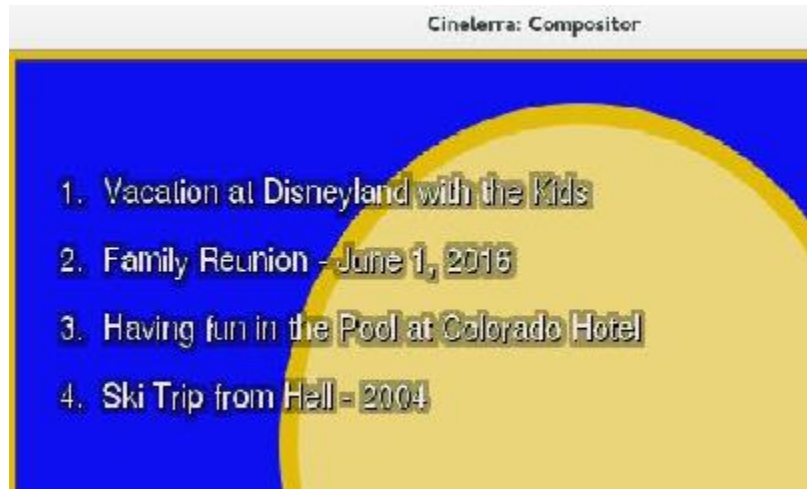 Cinelerra: Compositor
1. Vacation at Disneyland with the Kids
2. Family Reunion - June 1, 2016
3. Having fun in the Pool at Colorado Hotel
4. Ski Trip from Hell - 2004